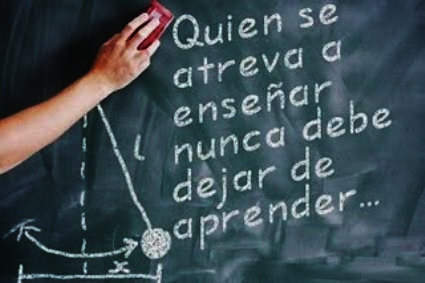 Quien se
atreva a
enseñar
nunca debe
dejar de
aprender...
l
x